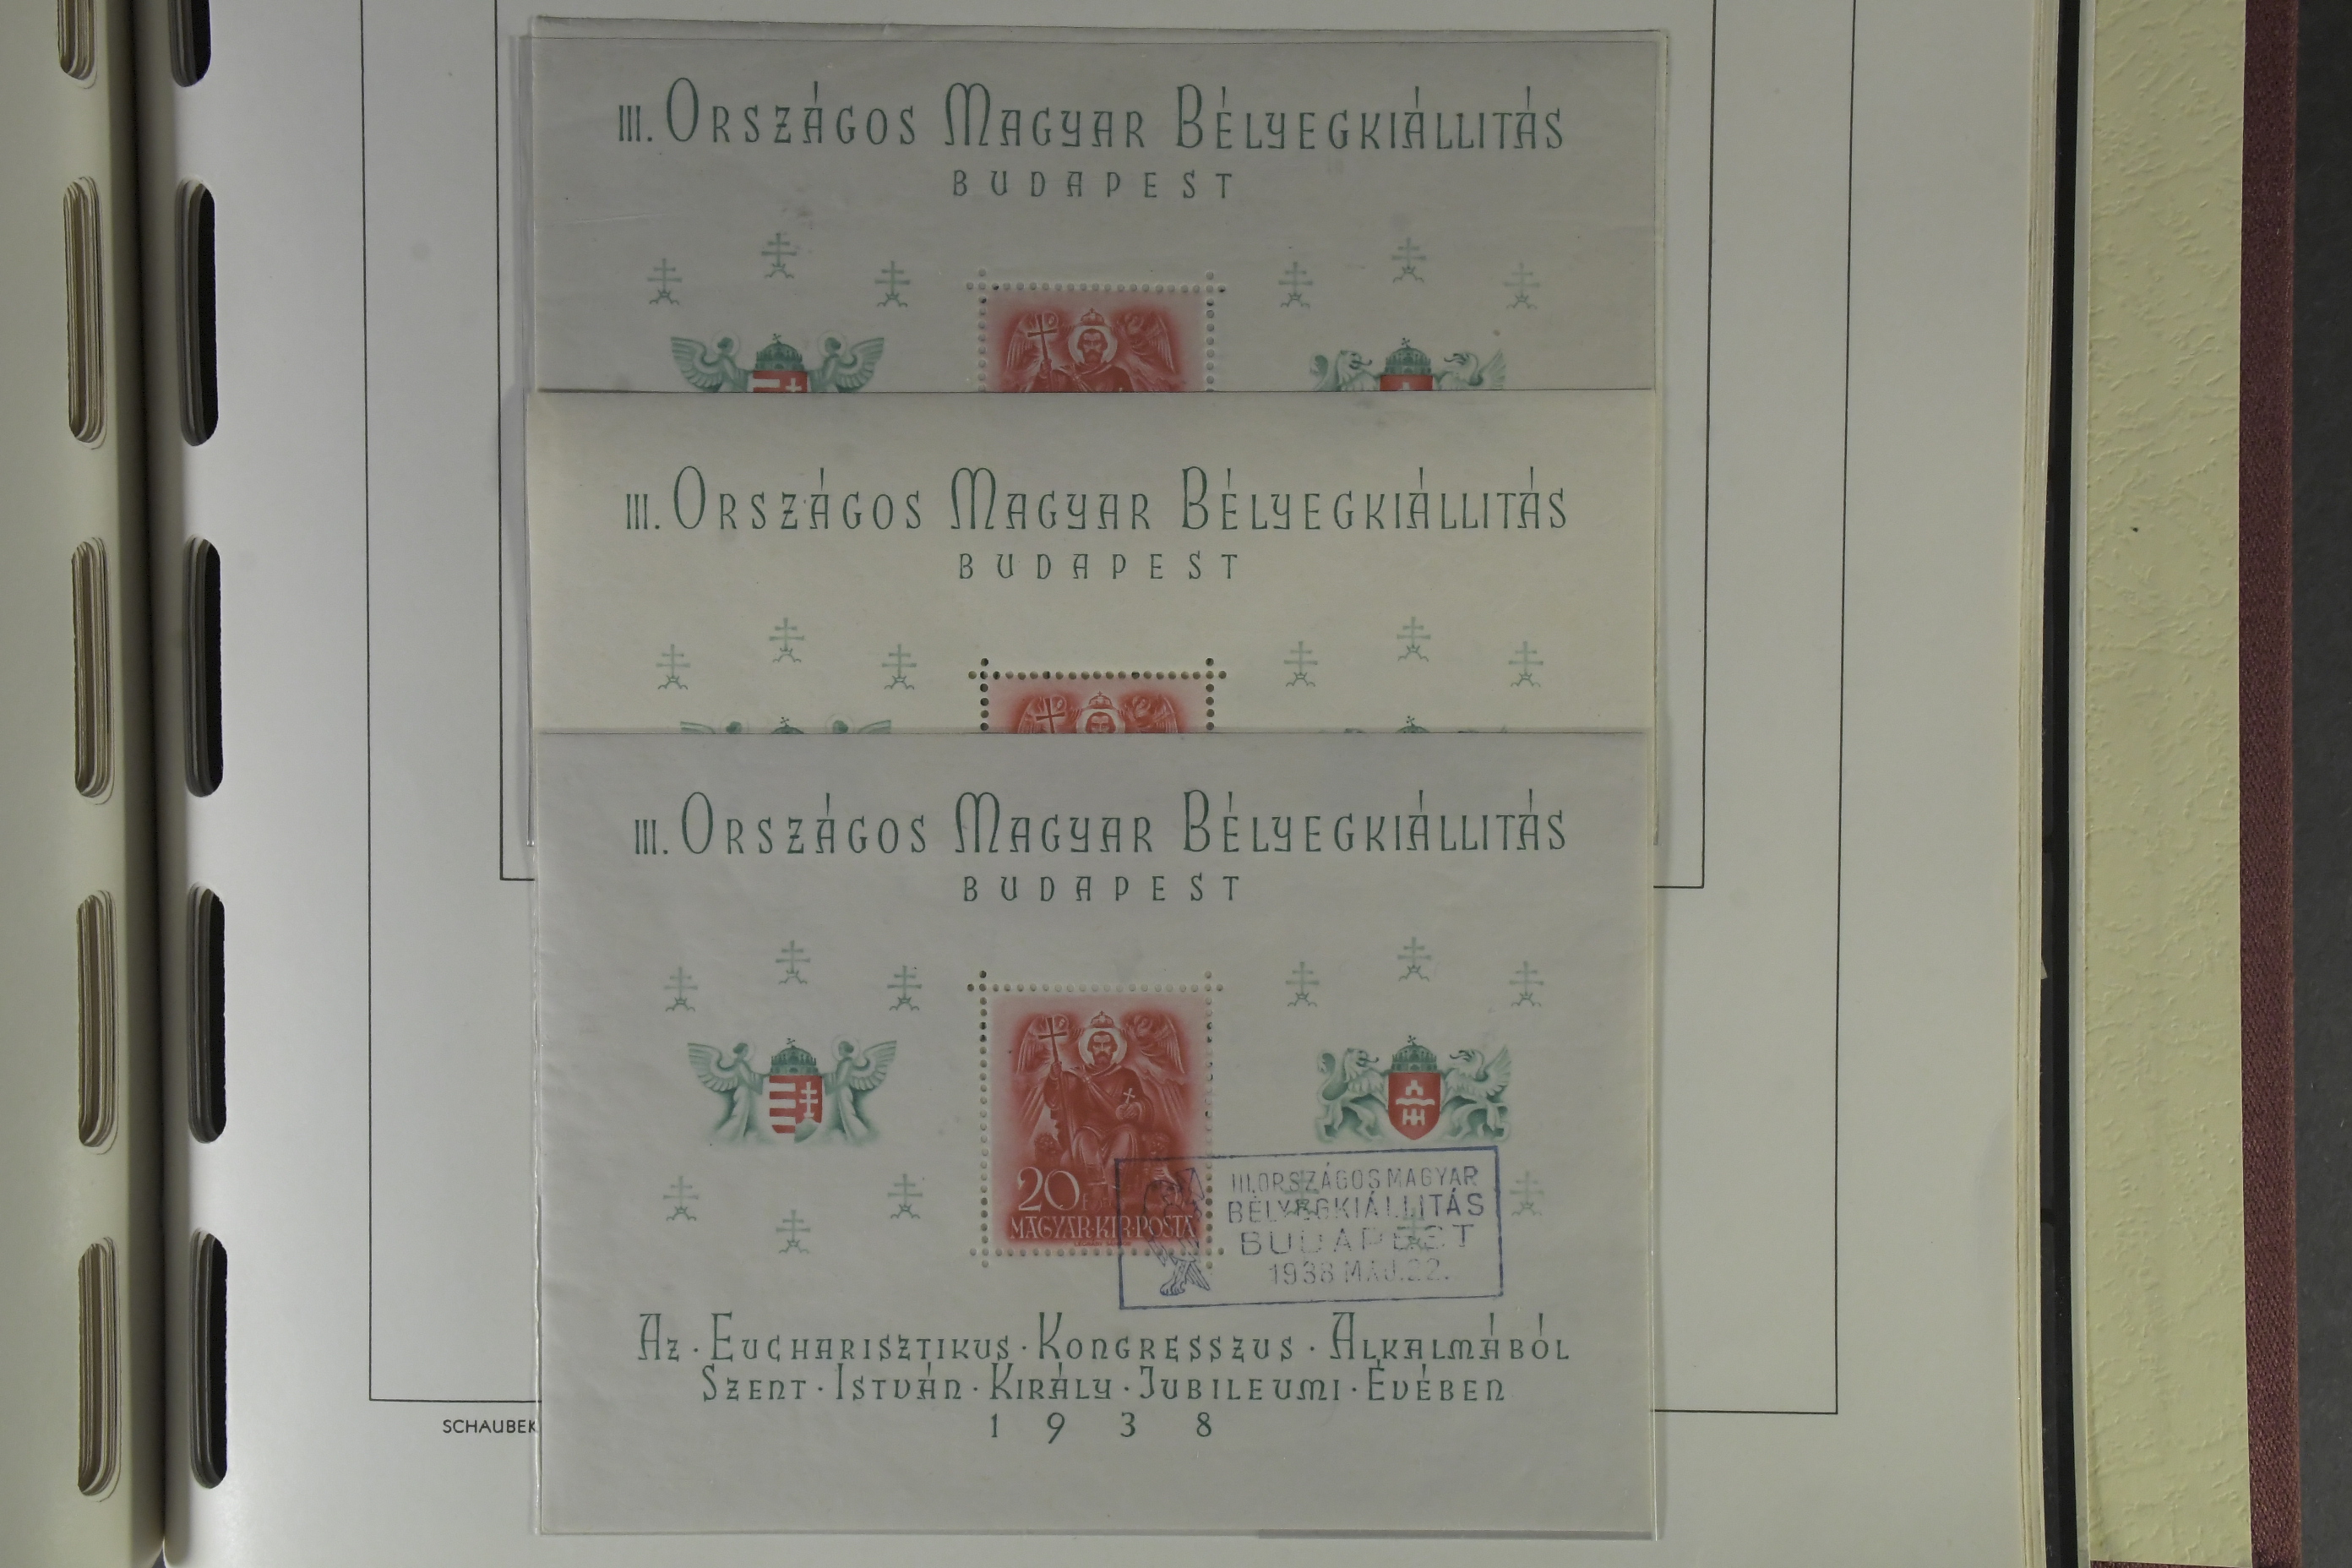 III. ORSZÁGOS MAGYAR BÉLYEGKIÁLLITÁS
BUDAPEST
III. ORSZÁGOS MAGYAR BÉLYEGKIÁLLITÁS
BUDAPEST
III. ORSZÁGOS MAGYAR BÉLYEGKIÁLLITÁS
BUDAPEST
20
MAGYAR·KIR·POSTA
III. ORSZÁGOS MAGYAR
BÉLYEGKIÁLLITÁS
BUDAPEST
1938 MÁJ. 22.
AZ · EUCHARISZTIKUS · KONGRESSZUS · ALKALMÁBÓL
SZENT · ISTVÁN · KIRÁLY · JUBILEUMI · ÉVÉBEN
1938
SCHAUBEK